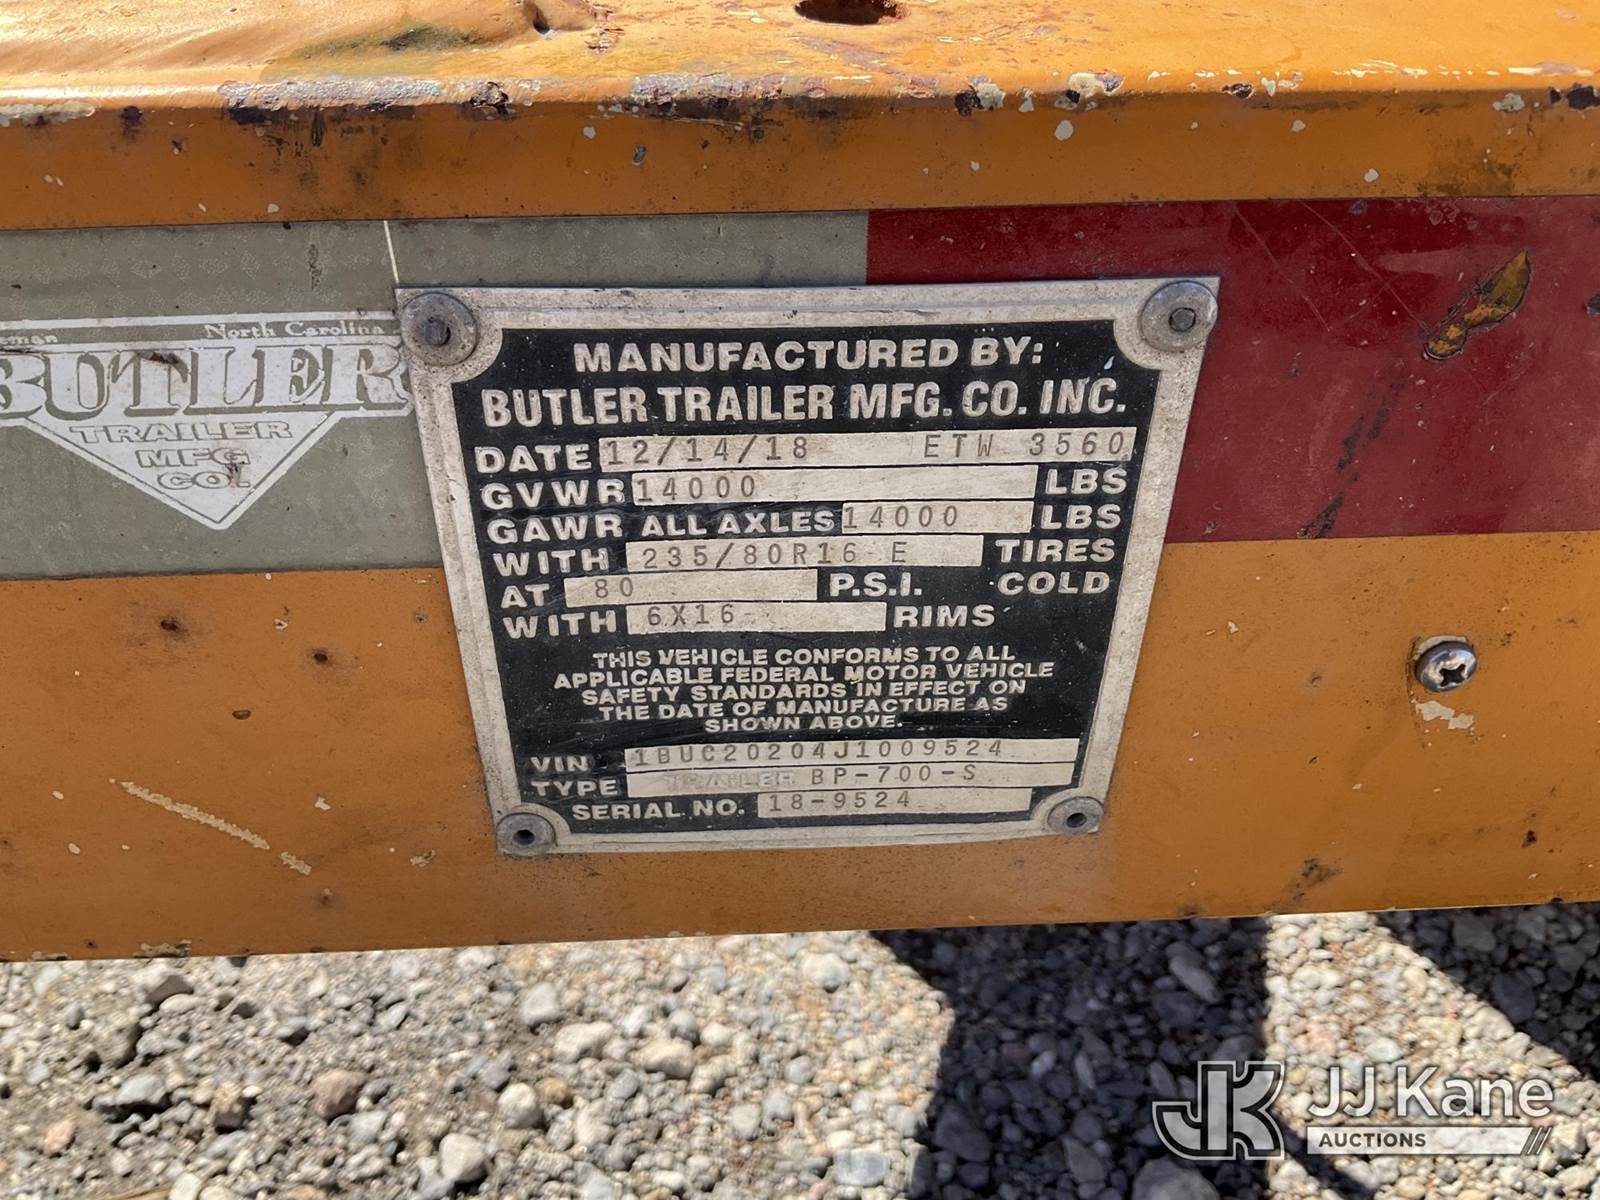 North Carolina
BUTLER
TRAILER
MFG
CO.
MANUFACTURED BY:
BUTLER TRAILER MFG. CO. INC.
DATE 12/14/18 ETW 3560
GVWR 14000 LBS
GAWR ALL AXLES 14000 LBS
WITH 235/80R16 E TIRES
AT 80 P.S.I. COLD
WITH 6X16 RIMS
THIS VEHICLE CONFORMS TO ALL
APPLICABLE FEDERAL MOTOR VEHICLE
SAFETY STANDARDS IN EFFECT ON
THE DATE OF MANUFACTURE AS
SHOWN ABOVE.
VIN 1BUC20204J1009524
TYPE TRAILER BP-700-S
SERIAL NO. 18-9524
JK JJ Kane
AUCTIONS